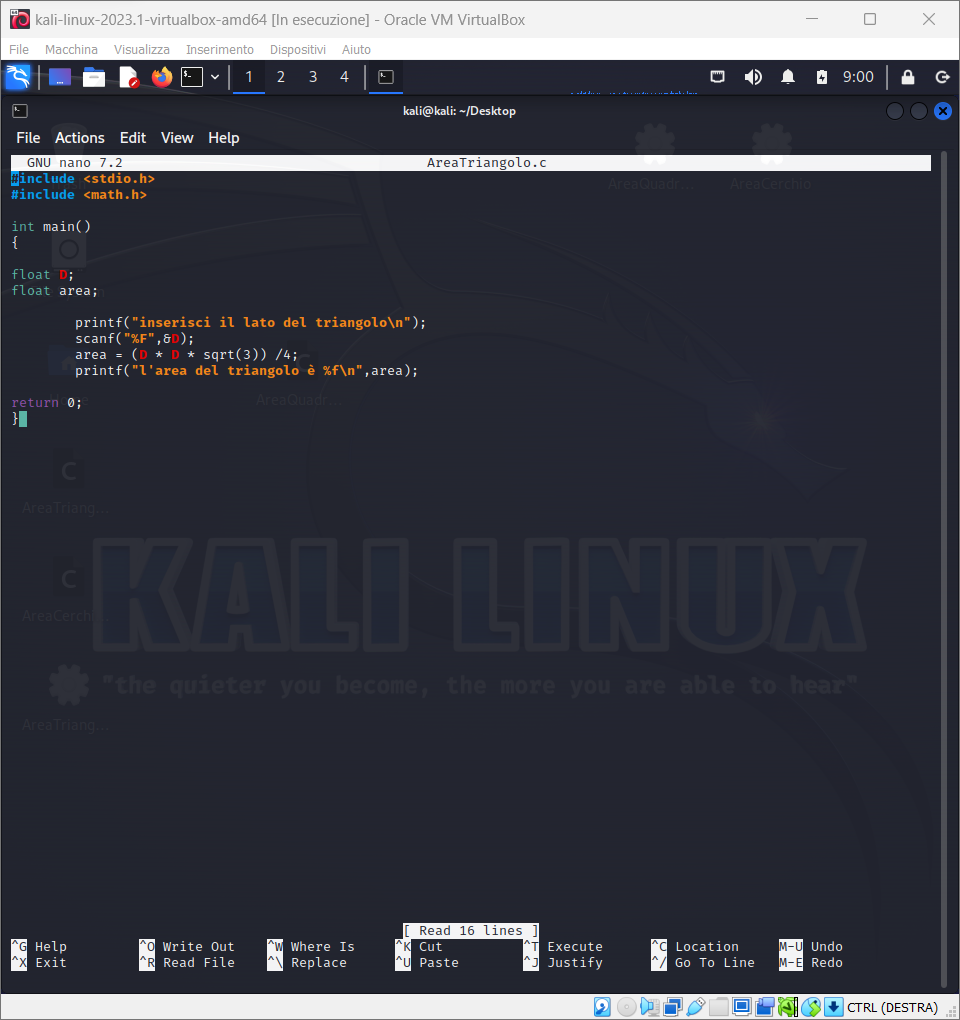 kali-linux-2023.1-virtualbox-amd64 [In esecuzione] - Oracle VM VirtualBox
File Macchina Visualizza Inserimento Dispositivi Aiuto
1 2 3 4 9:00
kali@kali: ~/Desktop
File Actions Edit View Help
GNU nano 7.2 AreaTriangolo.c
AreaQuadr... AreaCerchio
#include <stdio.h>
#include <math.h>
int main()
{
float D;
float area;
printf("inserisci il lato del triangolo\n");
scanf("%F",&D);
area = (D * D * sqrt(3)) /4;
printf("l'area del triangolo è %f\n",area);
AreaQuadr...
return 0;
}
C
AreaTriang...
C
AreaCerch
KALI LINUX
"the quieter you become, the more you are able to hear"
AreaTriang...
[ Read 16 lines ]
^G Help ^O Write Out ^W Where Is ^K Cut ^T Execute ^C Location M-U Undo
^X Exit ^R Read File ^\ Replace ^U Paste ^J Justify ^/ Go To Line M-E Redo
CTRL (DESTRA)